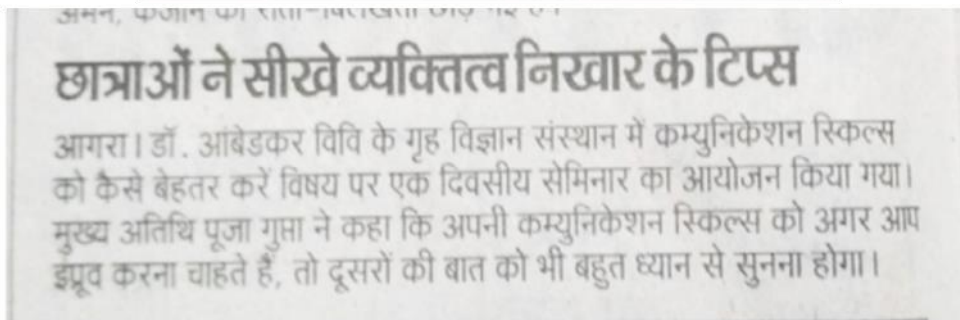 छात्राओं ने सीखे व्यक्तित्व निखार के टिप्स
आगरा। डॉ. आंबेडकर विवि के गृह विज्ञान संस्थान में कम्युनिकेशन स्किल्स
को कैसे बेहतर करें विषय पर एक दिवसीय सेमिनार का आयोजन किया गया।
मुख्य अतिथि पूजा गुप्ता ने कहा कि अपनी कम्युनिकेशन स्किल्स को अगर आप
इंप्रूव करना चाहते हैं, तो दूसरों की बात को भी बहुत ध्यान से सुनना होगा।